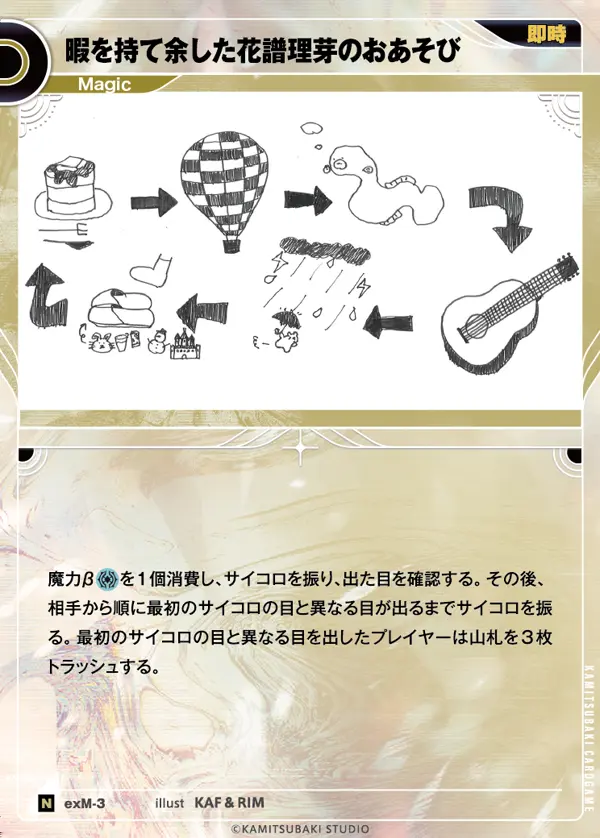 暇を持て余した花譜理芽のおあそび
即時
Magic
魔力β を1個消費し、サイコロを振り、出た目を確認する。その後、
相手から順に最初のサイコロの目と異なる目が出るまでサイコロを振
る。最初のサイコロの目と異なる目を出したプレイヤーは山札を3枚
トラッシュする。
KAMITSUBAKI CARDGAME
N exM-3 illust KAF & RIM
©KAMITSUBAKI STUDIO